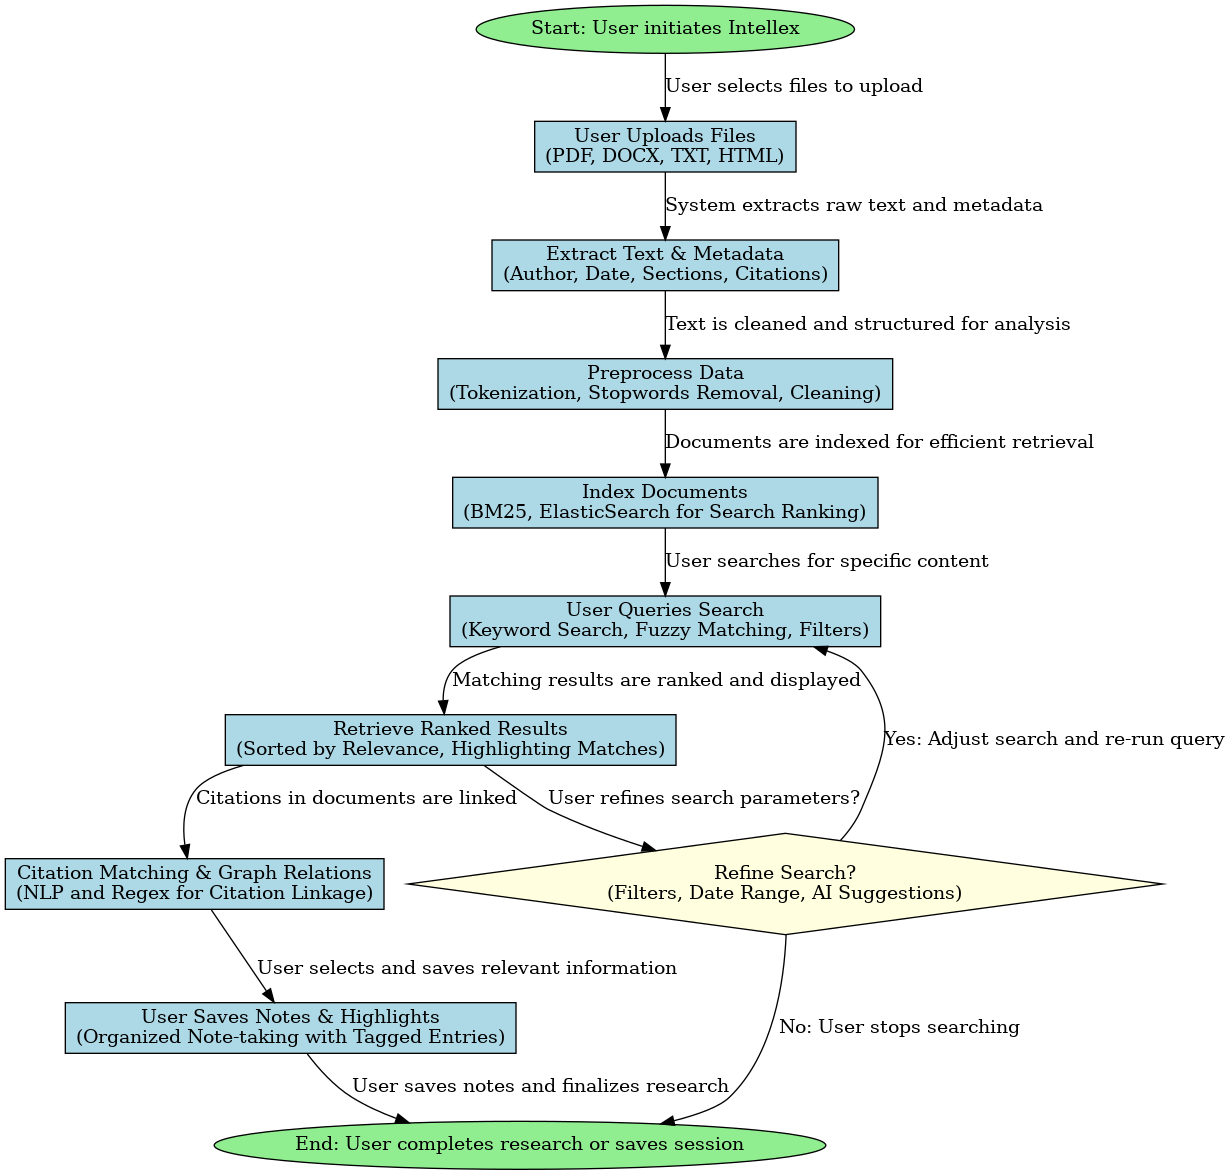 Start: User initiates Intellex
User selects files to upload
User Uploads Files
(PDF, DOCX, TXT, HTML)
System extracts raw text and metadata
Extract Text & Metadata
(Author, Date, Sections, Citations)
Text is cleaned and structured for analysis
Preprocess Data
(Tokenization, Stopwords Removal, Cleaning)
Documents are indexed for efficient retrieval
Index Documents
(BM25, ElasticSearch for Search Ranking)
User searches for specific content
User Queries Search
(Keyword Search, Fuzzy Matching, Filters)
Matching results are ranked and displayed
Retrieve Ranked Results
(Sorted by Relevance, Highlighting Matches)
Yes: Adjust search and re-run query
Citations in documents are linked
User refines search parameters?
Citation Matching & Graph Relations
(NLP and Regex for Citation Linkage)
Refine Search?
(Filters, Date Range, AI Suggestions)
User selects and saves relevant information
User Saves Notes & Highlights
(Organized Note-taking with Tagged Entries)
No: User stops searching
User saves notes and finalizes research
End: User completes research or saves session